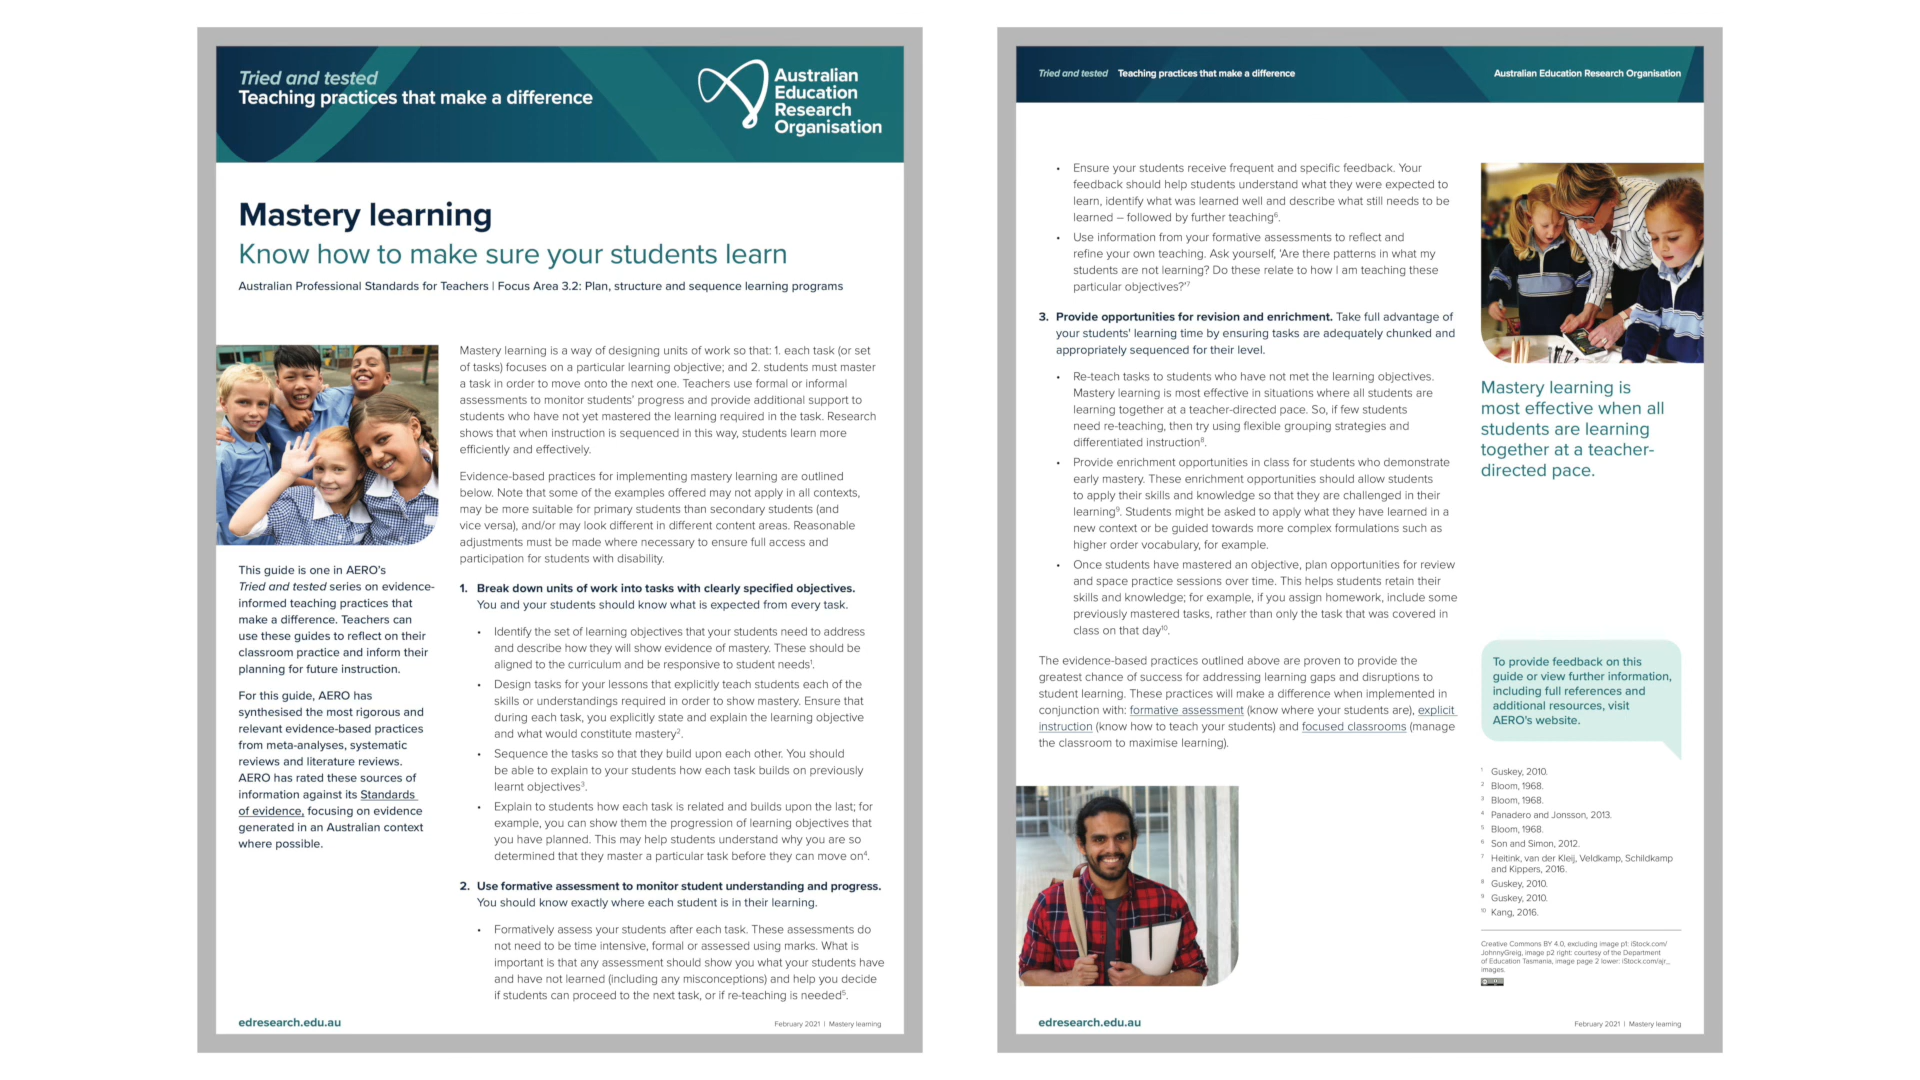 Tried and tested
Teaching practices that make a difference
Australian
Education
Research
Organisation
Mastery learning
Know how to make sure your students learn
Australian Professional Standards for Teachers | Focus Area 3.2: Plan, structure and sequence learning programs
This guide is one in AERO's
Tried and tested series on evidence-
informed teaching practices that
make a difference. Teachers can
use these guides to reflect on their
classroom practice and inform their
planning for future instruction.
For this guide, AERO has
synthesised the most rigorous and
relevant evidence-based practices
from meta-analyses, systematic
reviews and literature reviews.
AERO has rated these sources of
information against its Standards
of evidence, focusing on evidence
generated in an Australian context
where possible.
Mastery learning is a way of designing units of work so that: 1. each task (or set
of tasks) focuses on a particular learning objective; and 2. students must master
a task in order to move onto the next one. Teachers use formal or informal
assessments to monitor students' progress and provide additional support to
students who have not yet mastered the learning required in the task. Research
shows that when instruction is sequenced in this way, students learn more
efficiently and effectively.
Evidence-based practices for implementing mastery learning are outlined
below. Note that some of the examples offered may not apply in all contexts,
may be more suitable for primary students than secondary students (and
vice versa), and/or may look different in different content areas. Reasonable
adjustments must be made where necessary to ensure full access and
participation for students with disability.
1. Break down units of work into tasks with clearly specified objectives.
You and your students should know what is expected from every task.
• Identify the set of learning objectives that your students need to address
and describe how they will show evidence of mastery. These should be
aligned to the curriculum and be responsive to student needs¹.
• Design tasks for your lessons that explicitly teach students each of the
skills or understandings required in order to show mastery. Ensure that
during each task, you explicitly state and explain the learning objective
and what would constitute mastery².
• Sequence the tasks so that they build upon each other. You should
be able to explain to your students how each task builds on previously
learnt objectives³.
• Explain to students how each task is related and builds upon the last; for
example, you can show them the progression of learning objectives that
you have planned. This may help students understand why you are so
determined that they master a particular task before they can move on⁴.
2. Use formative assessment to monitor student understanding and progress.
You should know exactly where each student is in their learning.
• Formatively assess your students after each task. These assessments do
not need to be time intensive, formal or assessed using marks. What is
important is that any assessment should show you what your students have
and have not learned (including any misconceptions) and help you decide
if students can proceed to the next task, or if re-teaching is needed⁵.
edresearch.edu.au
February 2021 | Mastery learning
Tried and tested Teaching practices that make a difference
Australian Education Research Organisation
• Ensure your students receive frequent and specific feedback. Your
feedback should help students understand what they were expected to
learn, identify what was learned well and describe what still needs to be
learned – followed by further teaching⁶.
• Use information from your formative assessments to reflect and
refine your own teaching. Ask yourself, 'Are there patterns in what my
students are not learning? Do these relate to how I am teaching these
particular objectives?'⁷
3. Provide opportunities for revision and enrichment. Take full advantage of
your students' learning time by ensuring tasks are adequately chunked and
appropriately sequenced for their level.
• Re-teach tasks to students who have not met the learning objectives.
Mastery learning is most effective in situations where all students are
learning together at a teacher-directed pace. So, if few students
need re-teaching, then try using flexible grouping strategies and
differentiated instruction⁸.
• Provide enrichment opportunities in class for students who demonstrate
early mastery. These enrichment opportunities should allow students
to apply their skills and knowledge so that they are challenged in their
learning⁹. Students might be asked to apply what they have learned in a
new context or be guided towards more complex formulations such as
higher order vocabulary, for example.
• Once students have mastered an objective, plan opportunities for review
and space practice sessions over time. This helps students retain their
skills and knowledge; for example, if you assign homework, include some
previously mastered tasks, rather than only the task that was covered in
class on that day¹⁰.
The evidence-based practices outlined above are proven to provide the
greatest chance of success for addressing learning gaps and disruptions to
student learning. These practices will make a difference when implemented in
conjunction with: formative assessment (know where your students are), explicit
instruction (know how to teach your students) and focused classrooms (manage
the classroom to maximise learning).
Mastery learning is
most effective when all
students are learning
together at a teacher-
directed pace.
To provide feedback on this
guide or view further information,
including full references and
additional resources, visit
AERO's website.
¹ Guskey, 2010.
² Bloom, 1968.
³ Bloom, 1968.
⁴ Panadero and Jonsson, 2013.
⁵ Bloom, 1968.
⁶ Son and Simon, 2012.
⁷ Heitink, van der Kleij, Veldkamp, Schildkamp
and Kippers, 2016.
⁸ Guskey, 2010.
⁹ Guskey, 2010.
¹⁰ Kang, 2016.
Creative Commons BY 4.0, excluding image p1. iStock.com/
JohnnyGreig, image p2 right: courtesy of the Department
of Education Tasmania, image page 2 lower: iStock.com/ajr_
images.
edresearch.edu.au
February 2021 | Mastery learning